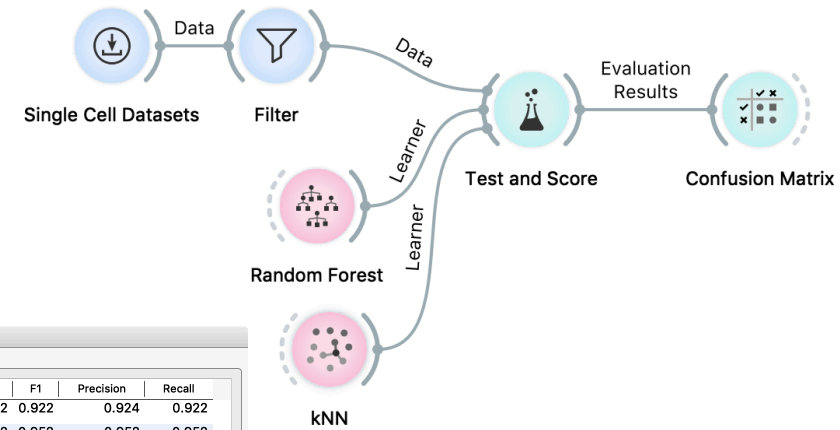 Data
Single Cell Datasets
Filter
Data
Evaluation
Results
Learner
Learner
Test and Score
Confusion Matrix
Random Forest
kNN
F1 Precision Recall
2 0.922 0.924 0.922